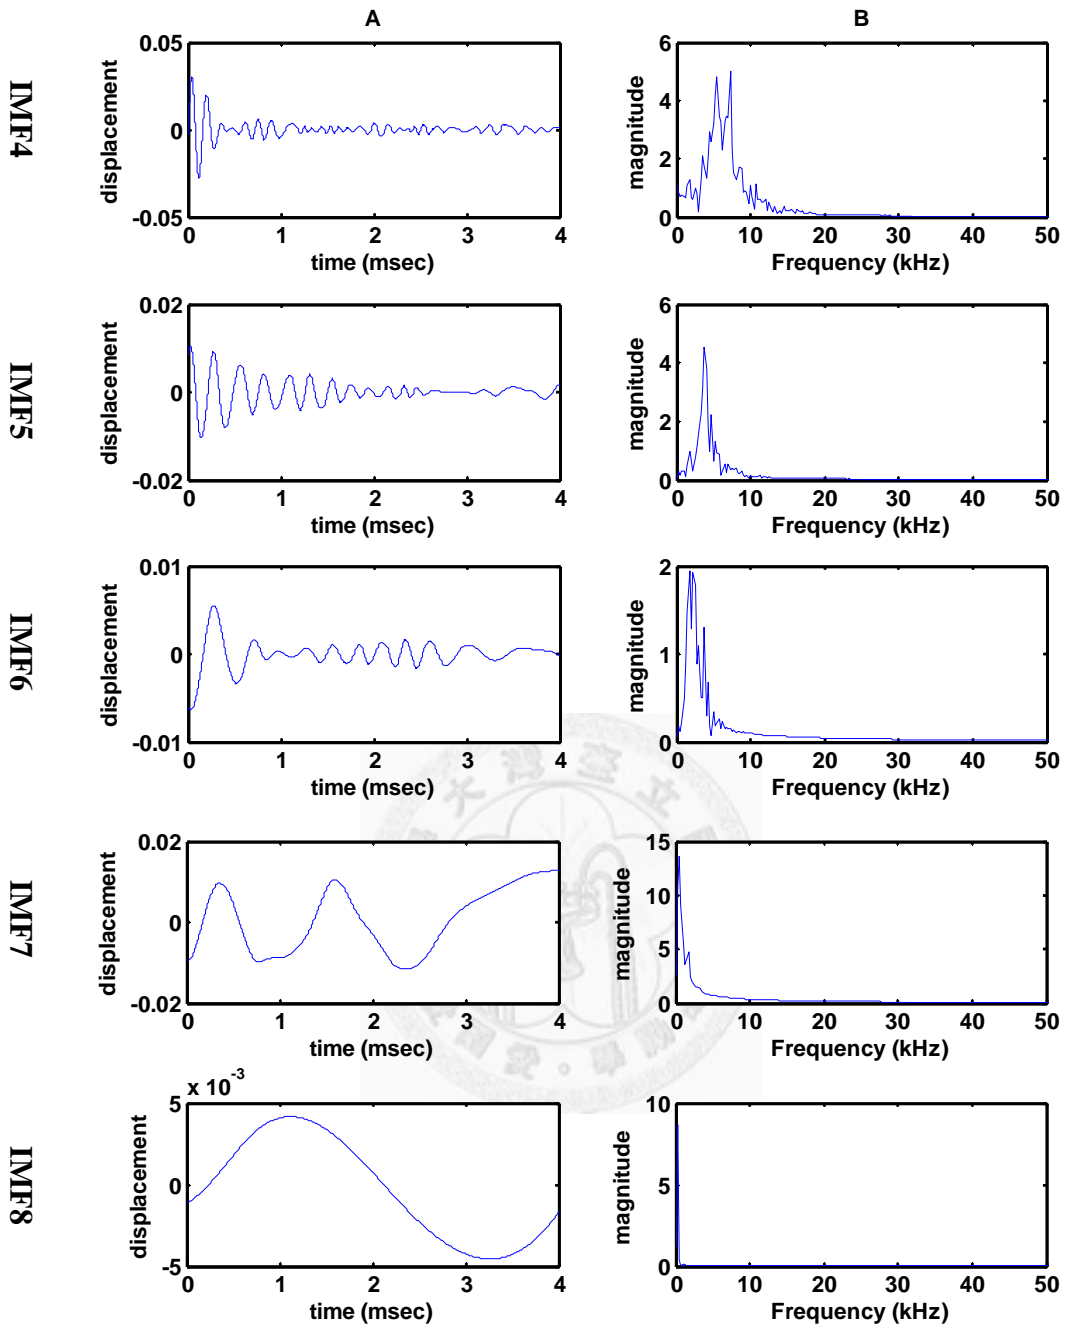 A
B
IMF4
displacement
0.05
0
-0.05
0 1 2 3 4
time (msec)
magnitude
6
4
2
0
0 10 20 30 40 50
Frequency (kHz)
IMF5
displacement
0.02
0
-0.02
0 1 2 3 4
time (msec)
magnitude
6
4
2
0
0 10 20 30 40 50
Frequency (kHz)
IMF6
displacement
0.01
0
-0.01
0 1 2 3 4
time (msec)
magnitude
2
1
0
0 10 20 30 40 50
Frequency (kHz)
IMF7
displacement
0.02
0
-0.02
0 1 2 3 4
time (msec)
magnitude
15
10
5
0
0 10 20 30 40 50
Frequency (kHz)
IMF8
displacement
x 10⁻³
5
0
-5
0 1 2 3 4
time (msec)
magnitude
10
5
0
0 10 20 30 40 50
Frequency (kHz)
大灣臺立